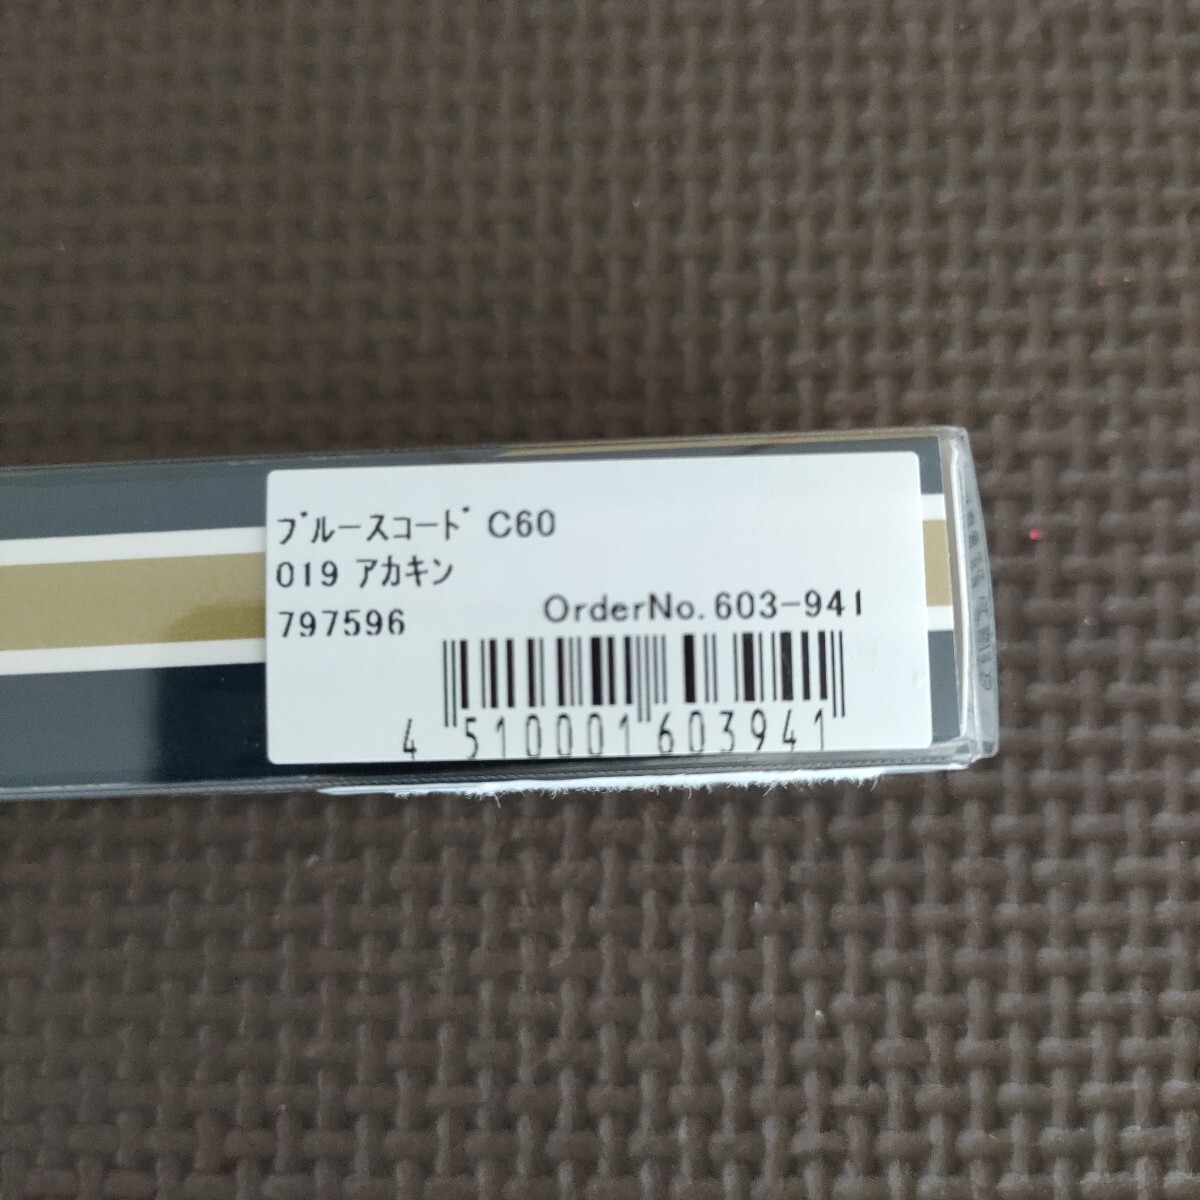 ﾌﾞﾙｰｽｺｰﾄﾞ C60
019 ｱｶｷﾝ
797596
OrderNo.603-941
4 510001 603941